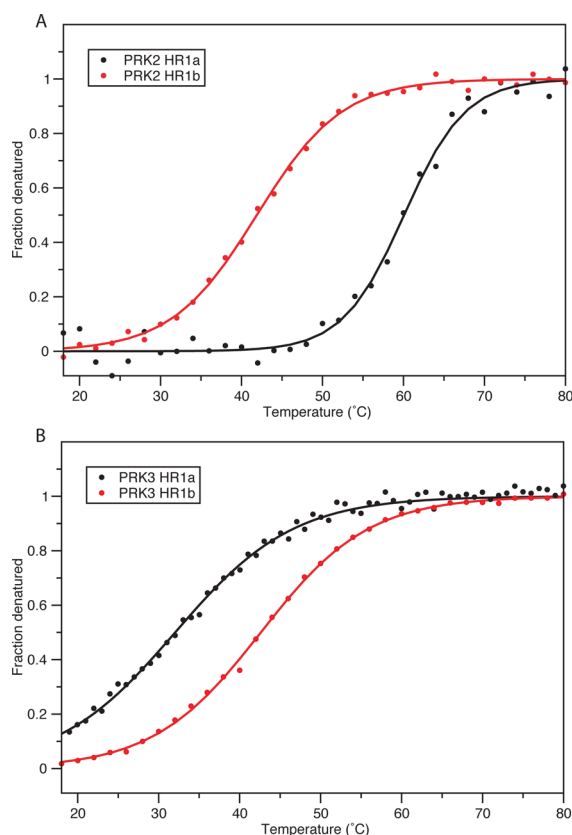 A
PRK2 HR1a
PRK2 HR1b
Fraction denatured
1
0.8
0.6
0.4
0.2
0
20 30 40 50 60 70 80
Temperature (˚C)
B
PRK3 HR1a
PRK3 HR1b
Fraction denatured
1
0.8
0.6
0.4
0.2
0
20 30 40 50 60 70 80
Temperature (˚C)